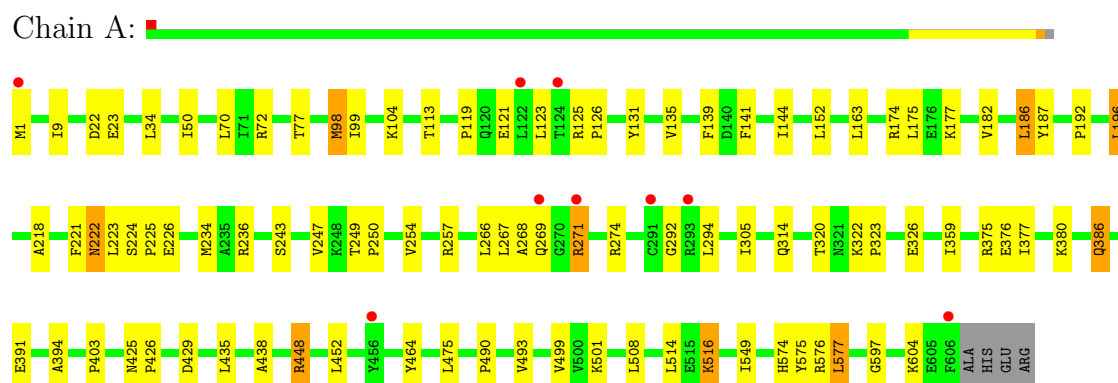 Chain A:
M1 I9 D22 E23 L34 I50 L70 I71 R72 T77 M98 I99 K104 T113 P119 Q120 E121 L122 L123 T124 R125 P126 Y131 V135 F139 D140 F141 I144 L152 L163 R174 L175 E176 K177 V182 L186 Y187 P192 L196
A218 F221 N222 L223 S224 P225 E226 M234 A235 R236 S243 V247 K248 T249 P250 V254 R257 L266 L267 A268 Q269 G270 R271 R274 C291 G292 R293 L294 I305 Q314 T320 N321 K322 P323 E326 I359 R375 E376 I377 K380 Q386
E391 A394 P403 N425 P426 D429 L435 A438 R448 L452 Y456 Y464 L475 P490 V493 V499 V500 K501 L508 L514 E515 K516 I549 H574 Y575 R576 L577 G597 K604 E605 F606 ALA HIS GLU ARG